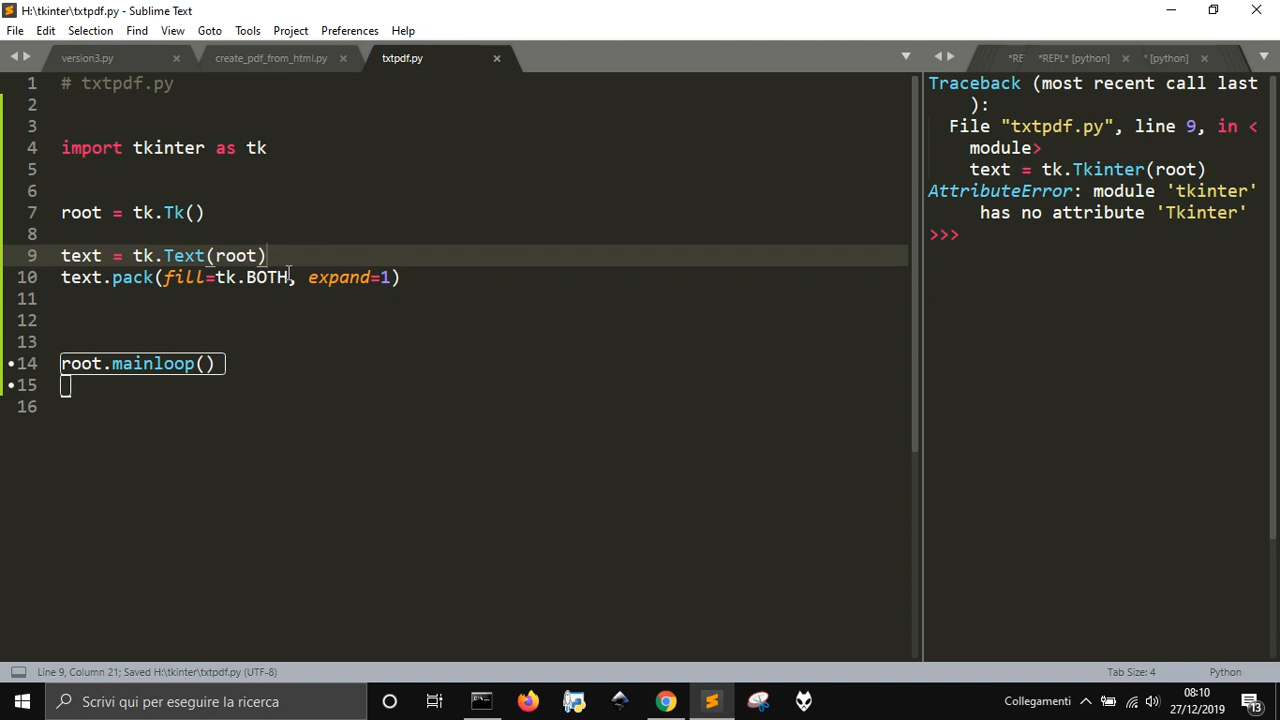 H:\tkinter\txtpdf.py - Sublime Text
File Edit Selection Find View Goto Tools Project Preferences Help
version3.py create_pdf_from_html.py txtpdf.py *RE *REPL* [python] * [python]
1 # txtpdf.py
2
3
4 import tkinter as tk
5
6
7 root = tk.Tk()
8
9 text = tk.Text(root)
10 text.pack(fill=tk.BOTH, expand=1)
11
12
13
14 root.mainloop()
15
16
Traceback (most recent call last
):
File "txtpdf.py", line 9, in <
module>
text = tk.Tkinter(root)
AttributeError: module 'tkinter'
has no attribute 'Tkinter'
>>>
Line 9, Column 21; Saved H:\tkinter\txtpdf.py (UTF-8) Tab Size: 4 Python
Scrivi qui per eseguire la ricerca Collegamenti 08:10
27/12/2019 13